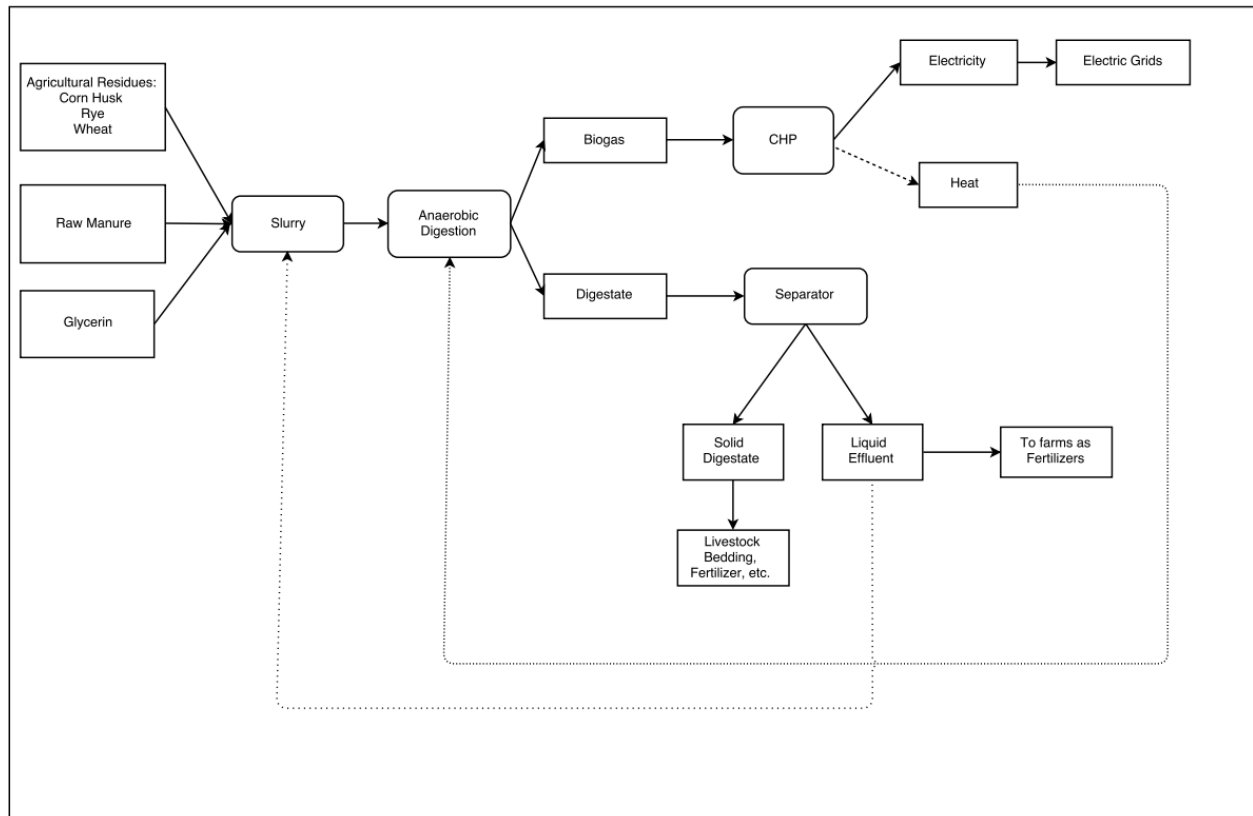 Agricultural Residues:
Corn Husk
Rye
Wheat
Raw Manure
Glycerin
Slurry
Anaerobic
Digestion
Biogas
Digestate
CHP
Separator
Electricity
Electric Grids
Heat
Solid
Digestate
Liquid
Effluent
To farms as
Fertilizers
Livestock
Bedding,
Fertilizer, etc.